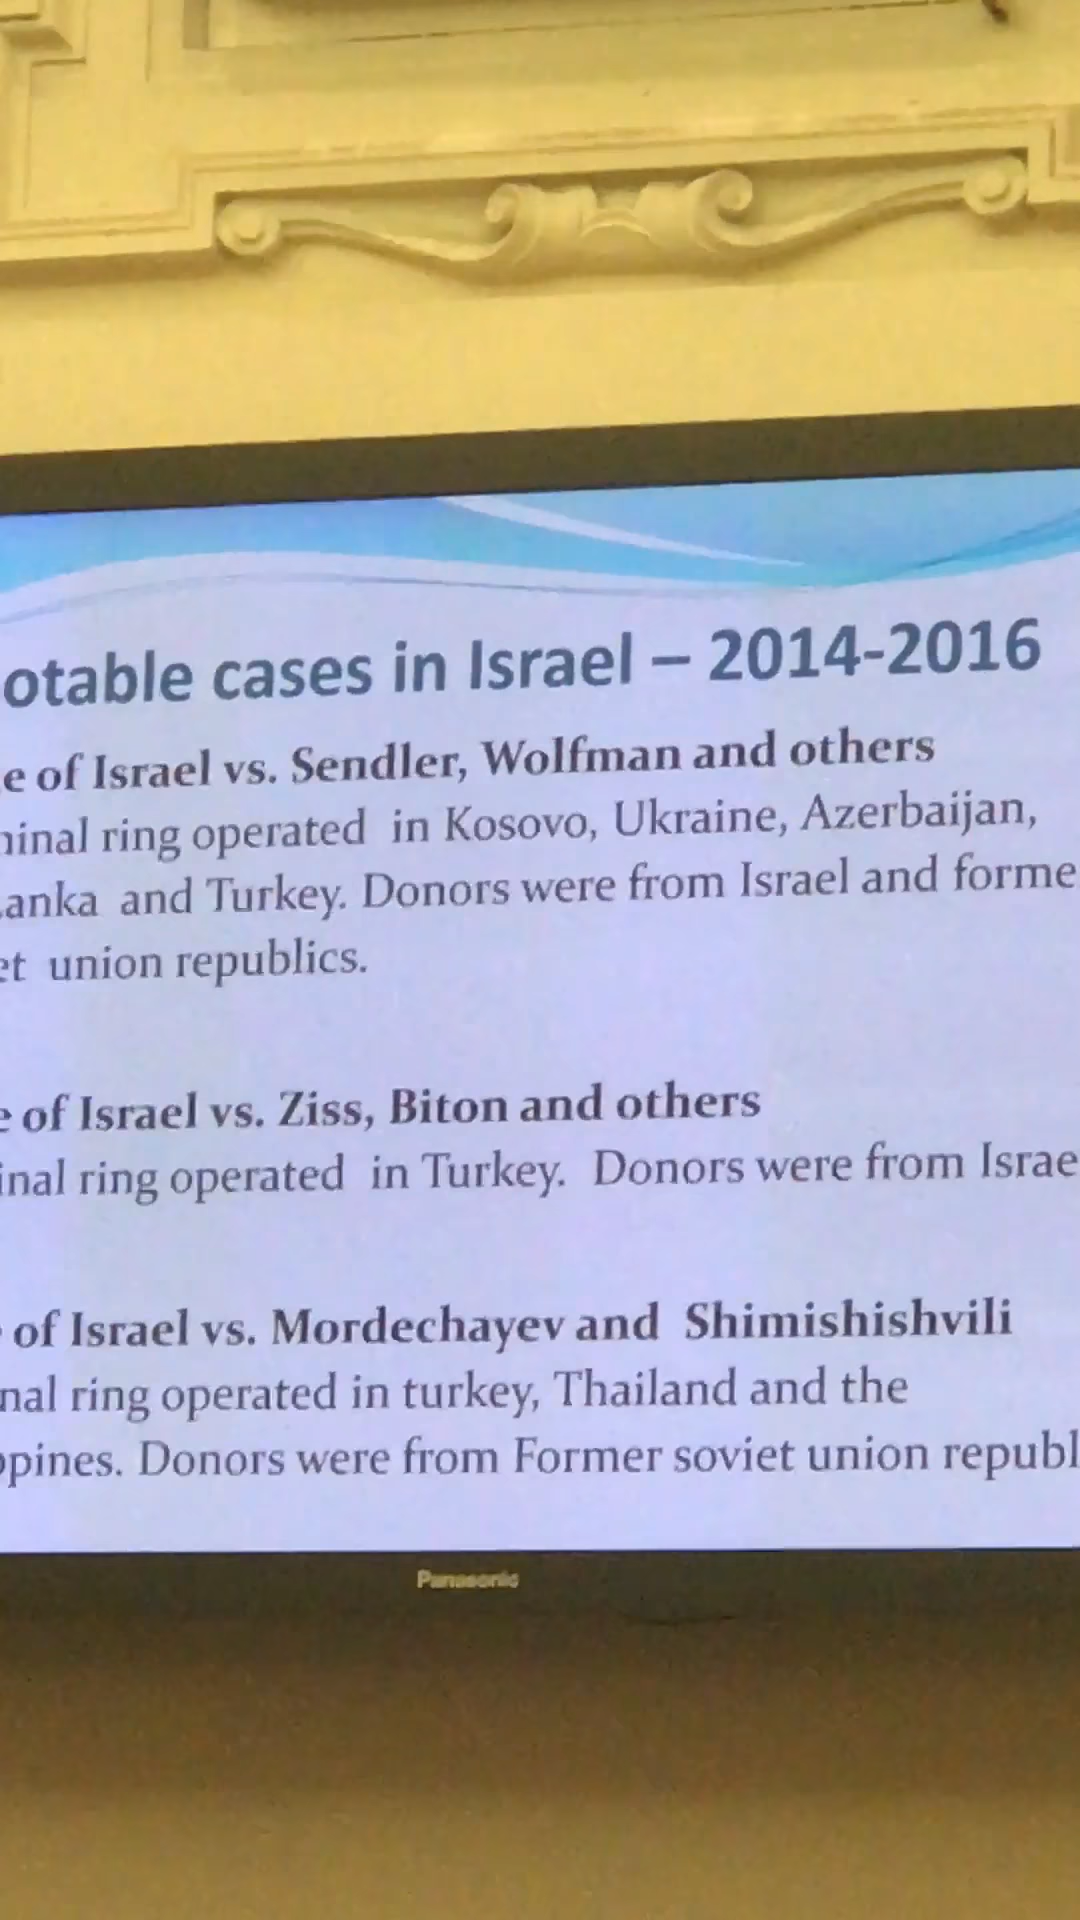 otable cases in Israel – 2014-2016
e of Israel vs. Sendler, Wolfman and others
inal ring operated in Kosovo, Ukraine, Azerbaijan,
anka and Turkey. Donors were from Israel and forme
et union republics.
e of Israel vs. Ziss, Biton and others
inal ring operated in Turkey. Donors were from Israe
of Israel vs. Mordechayev and Shimishishvili
nal ring operated in turkey, Thailand and the
ppines. Donors were from Former soviet union republ
Panasonic